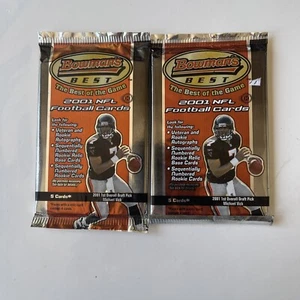 Bowman's
BEST
The Best of the Game
2001 NFL
Football Cards
Look for
the following:
• Veteran and
Rookie
Autographs
• Sequentially
Numbered
Rookie Relic
Base Cards
• Sequentially
Numbered
Rookie Cards
5 Cards
2001 1st Overall Draft Pick
Michael Vick
Bowman's
BEST
The Best of the Game
2001 NFL
Football Cards
Look for
the following:
• Veteran and
Rookie
Autographs
• Sequentially
Numbered
Rookie Relic
Base Cards
• Sequentially
Numbered
Rookie Cards
5 Cards
2001 1st Overall Draft Pick
Michael Vick